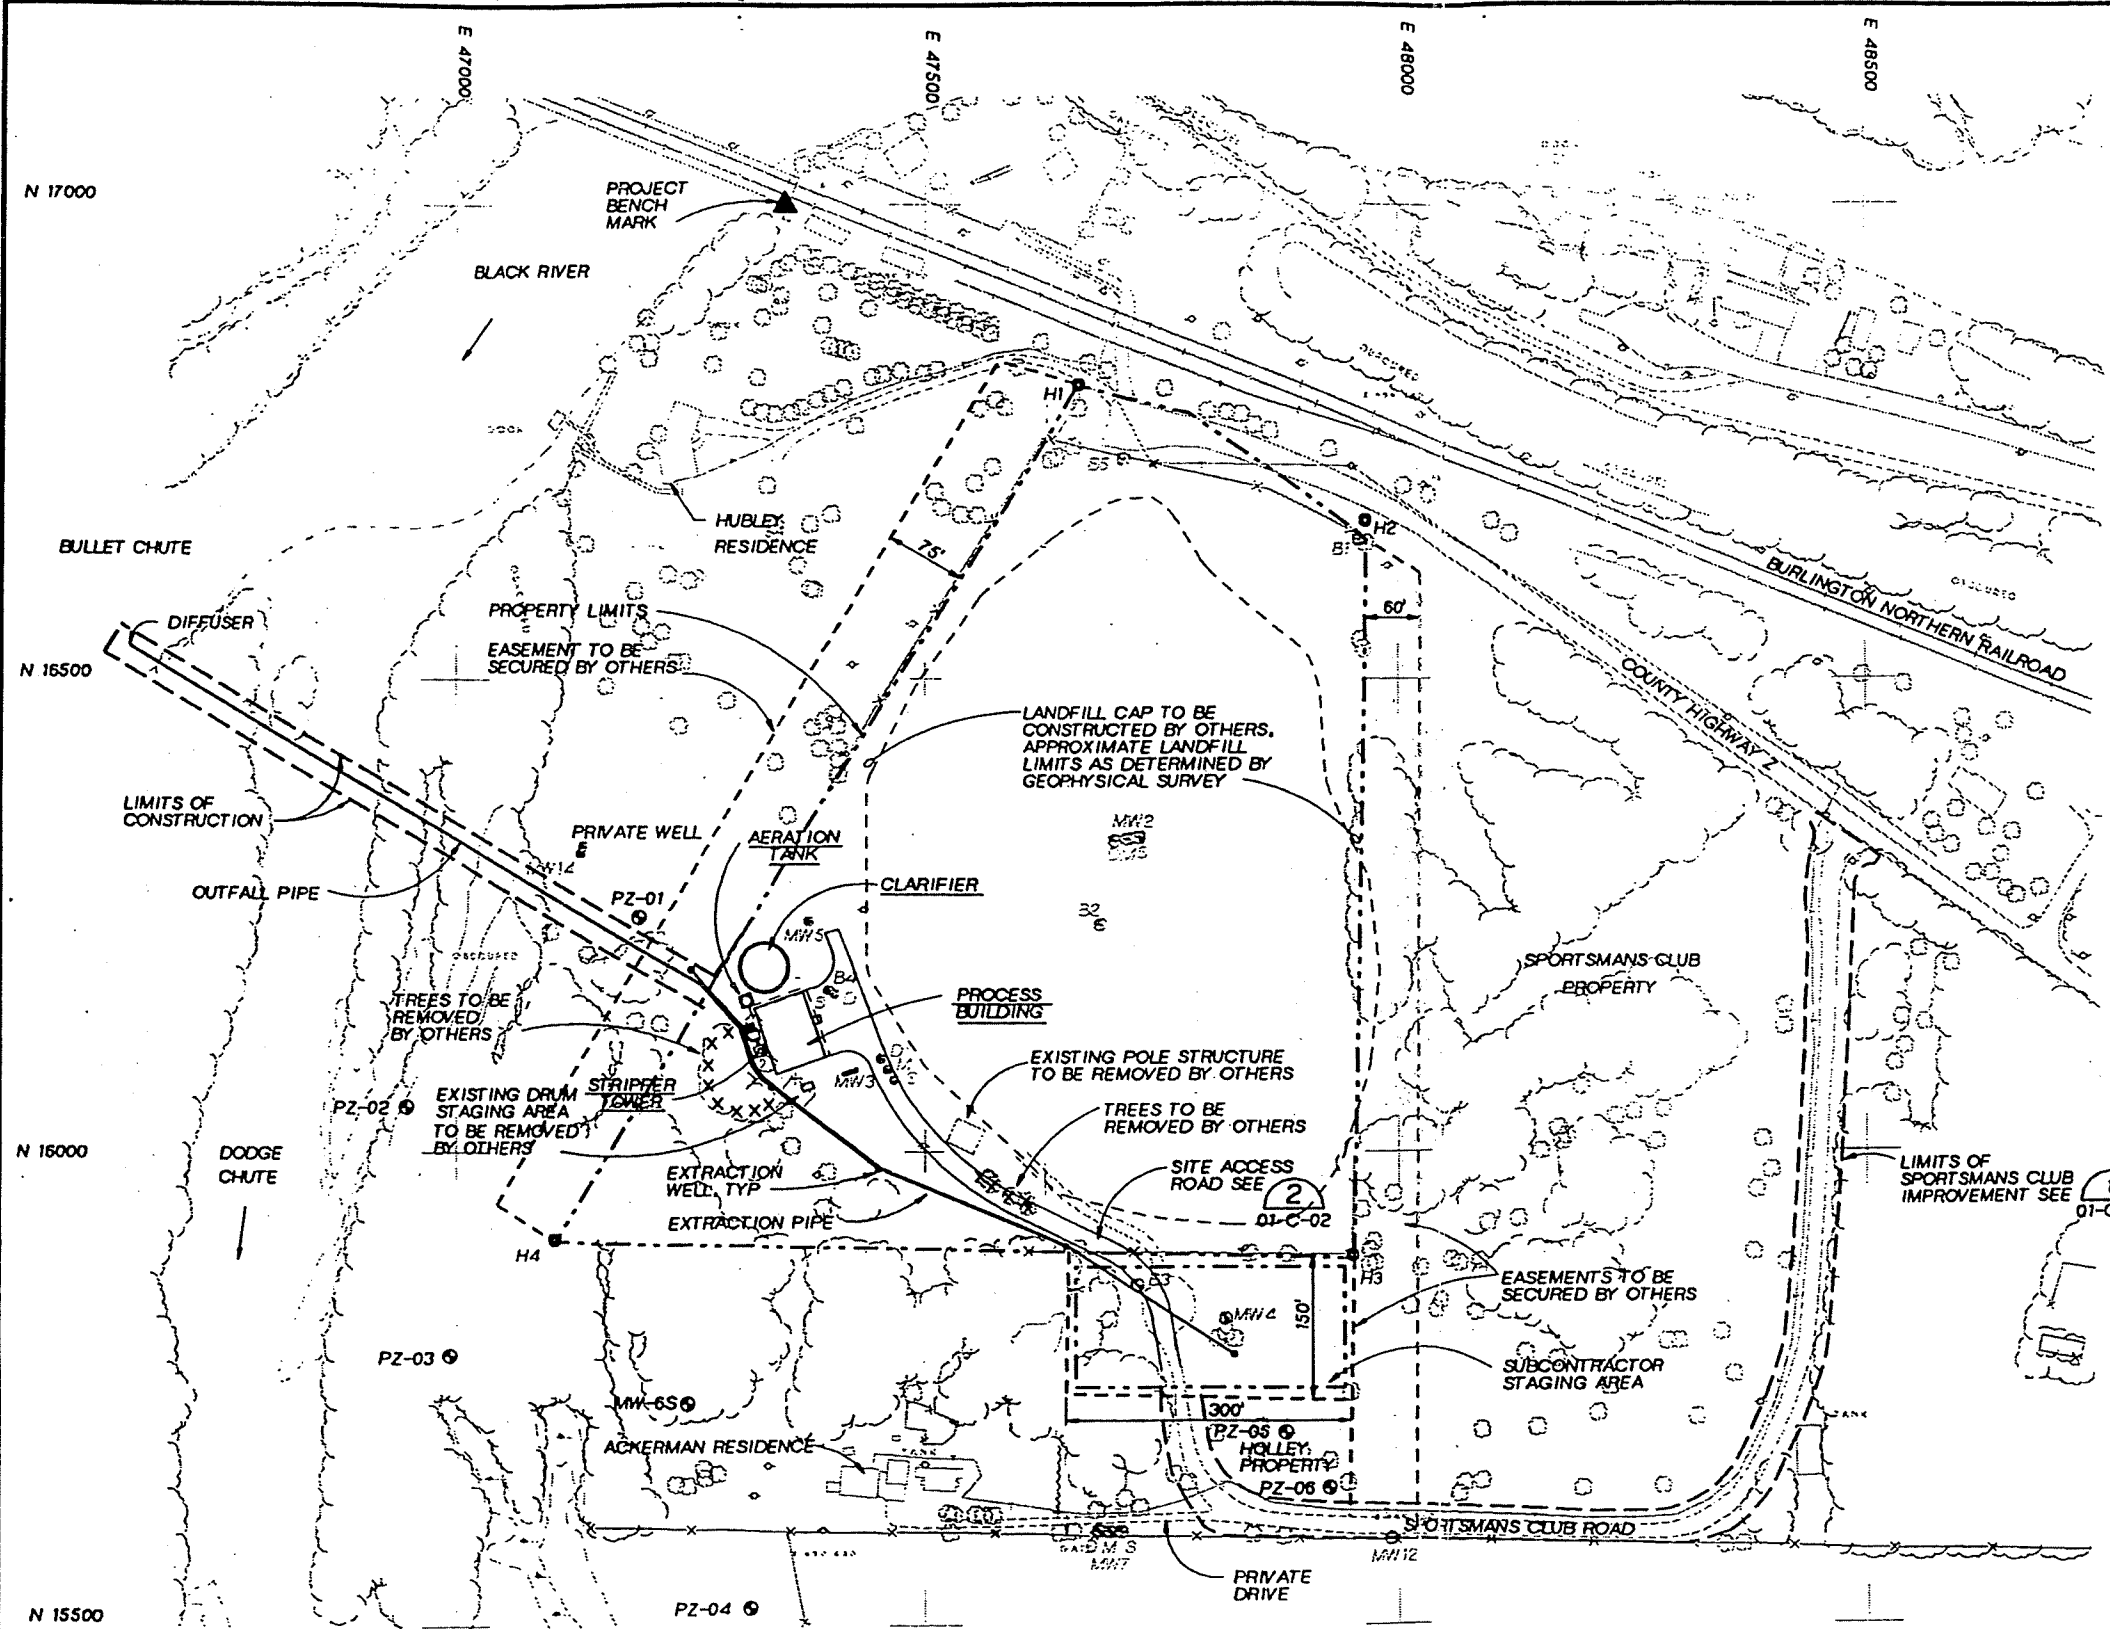 E 47000
E 47500
E 48000
E 48500
N 17000
PROJECT
BENCH
MARK
BLACK RIVER
H1
H2
B1
B5
HUBLEY
RESIDENCE
75'
60'
BULLET CHUTE
BURLINGTON NORTHERN RAILROAD
COUNTY HIGHWAY Z
DIFFUSER
PROPERTY LIMITS
EASEMENT TO BE
SECURED BY OTHERS
N 16500
LANDFILL CAP TO BE
CONSTRUCTED BY OTHERS,
APPROXIMATE LANDFILL
LIMITS AS DETERMINED BY
GEOPHYSICAL SURVEY
LIMITS OF
CONSTRUCTION
PRIVATE WELL
AERATION
TANK
MW2
OUTFALL PIPE
CLARIFIER
PZ-01
MW5
B2
B4
SPORTSMANS CLUB
PROPERTY
OBSCURED
TREES TO BE
REMOVED
BY OTHERS
PROCESS
BUILDING
EXISTING POLE STRUCTURE
TO BE REMOVED BY OTHERS
MW3
STRIPPER
TOWER
PZ-02
EXISTING DRUM
STAGING AREA
TO BE REMOVED
BY OTHERS
TREES TO BE
REMOVED BY OTHERS
N 16000
DODGE
CHUTE
EXTRACTION
WELL, TYP
SITE ACCESS
ROAD SEE
2
01-C-02
LIMITS OF
SPORTSMANS CLUB
IMPROVEMENT SEE
EXTRACTION PIPE
H4
H3
B3
EASEMENTS TO BE
SECURED BY OTHERS
MW4
150'
PZ-03
SUBCONTRACTOR
STAGING AREA
MW-6S
300'
PZ-05
HOLLEY
PROPERTY
ACKERMAN RESIDENCE
TANK
TANK
PZ-06
SPORTSMANS CLUB ROAD
MW7
MW12
PRIVATE
DRIVE
PZ-04
N 15500